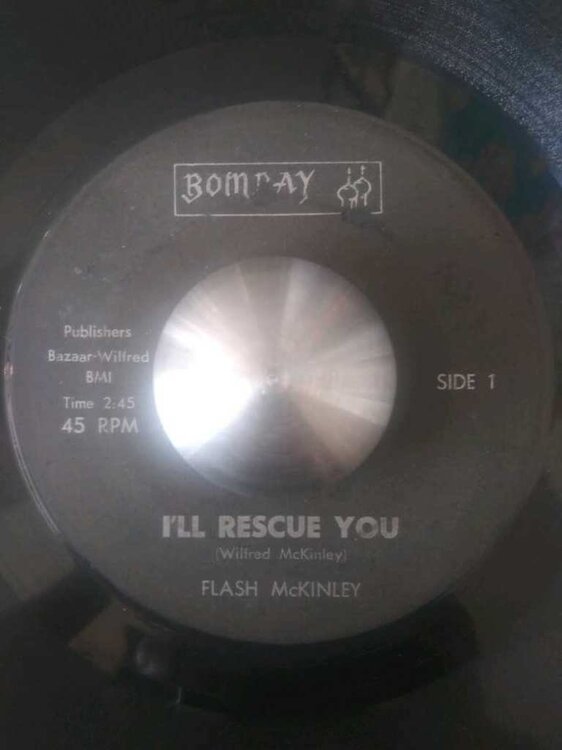 BOMBAY
Publishers
Bazaar-Wilfred
BMI
Time 2:45
45 RPM
SIDE 1
I'LL RESCUE YOU
(Wilfred McKinley)
FLASH McKINLEY